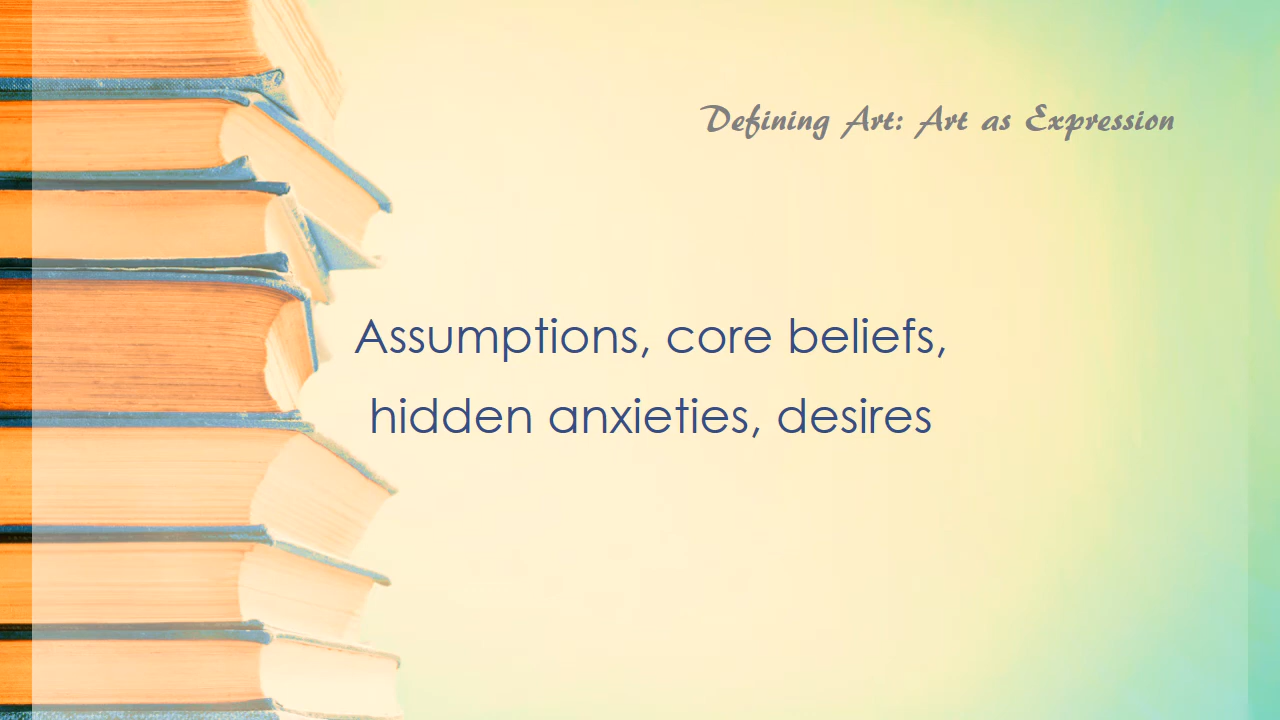 Defining Art: Art as Expression
Assumptions, core beliefs,
hidden anxieties, desires